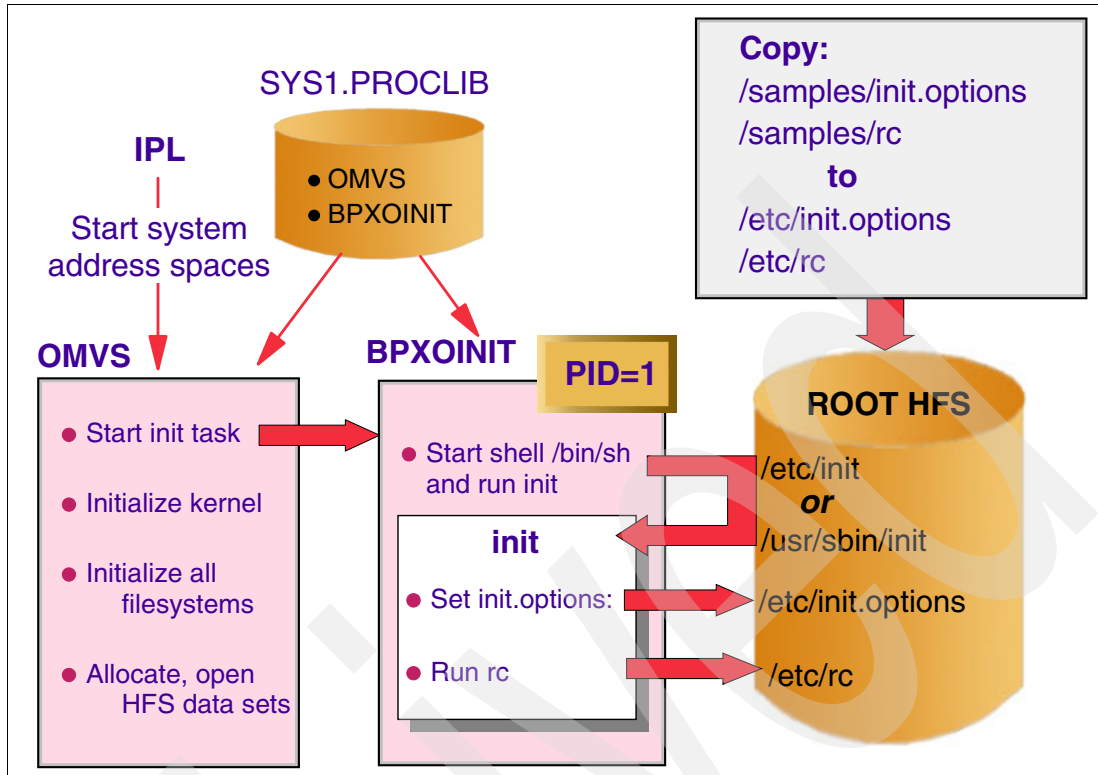 SYS1.PROCLIB
● OMVS
● BPXOINIT
IPL
Start system
address spaces
Copy:
/samples/init.options
/samples/rc
to
/etc/init.options
/etc/rc
OMVS
● Start init task
● Initialize kernel
● Initialize all
filesystems
● Allocate, open
HFS data sets
BPXOINIT
PID=1
● Start shell /bin/sh
and run init
init
● Set init.options:
● Run rc
ROOT HFS
/etc/init
or
/usr/sbin/init
/etc/init.options
/etc/rc